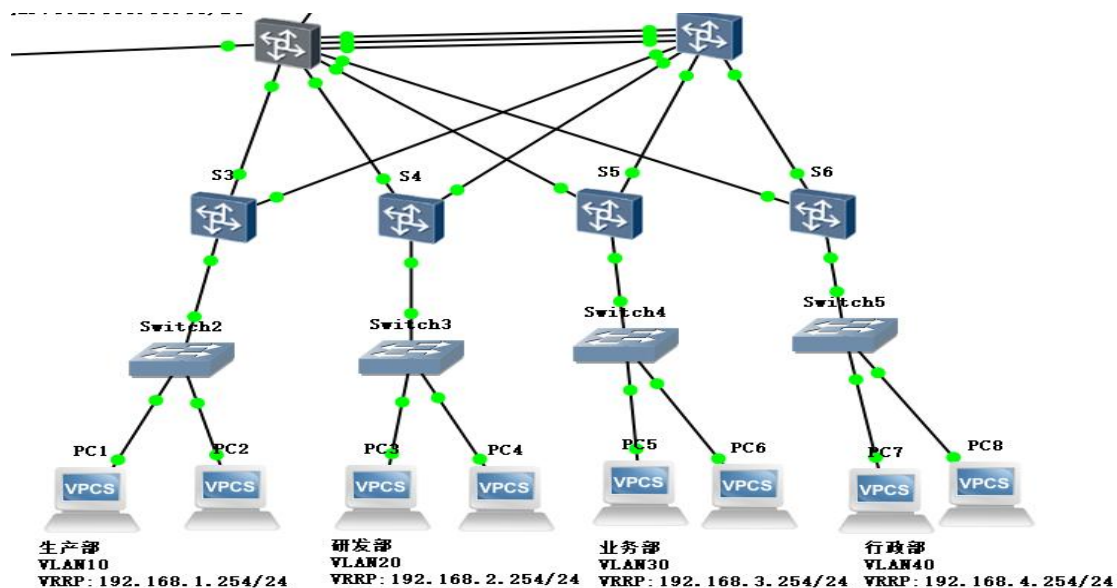 S3
S4
S5
S6
Switch2
Switch3
Switch4
Switch5
PC1
PC2
PC3
PC4
PC5
PC6
PC7
PC8
VPCS
VPCS
VPCS
VPCS
VPCS
VPCS
VPCS
VPCS
生产部
VLAN10
VRRP:192.168.1.254/24
研发部
VLAN20
VRRP:192.168.2.254/24
业务部
VLAN30
VRRP:192.168.3.254/24
行政部
VLAN40
VRRP:192.168.4.254/24